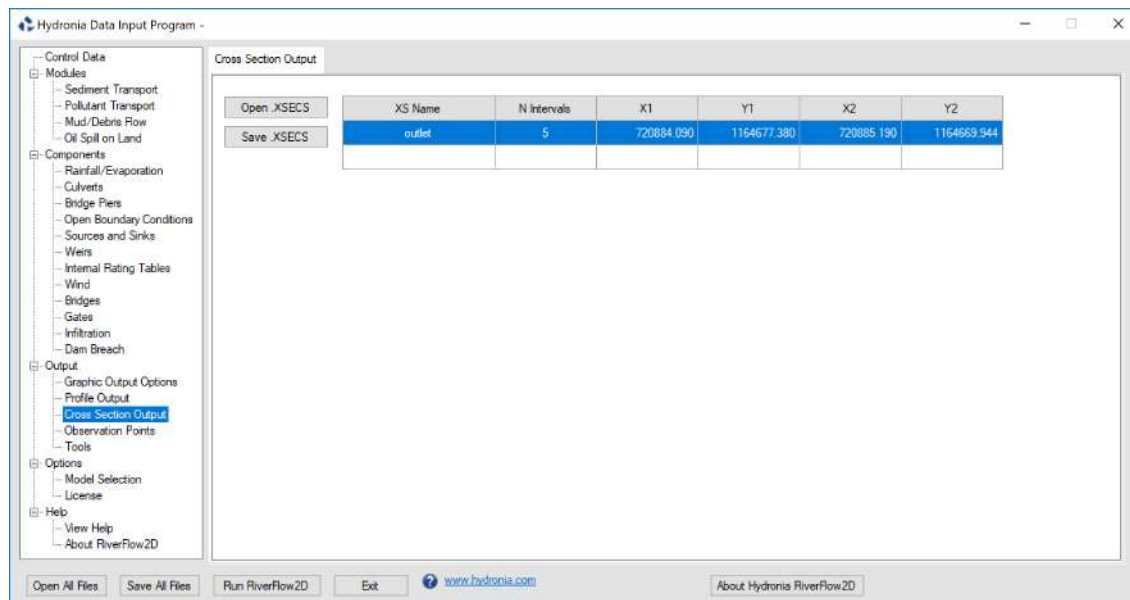 Hydronia Data Input Program -
Control Data
Modules
Sediment Transport
Pollutant Transport
Mud/Debris Flow
Oil Spill on Land
Components
Rainfall/Evaporation
Culverts
Bridge Piers
Open Boundary Conditions
Sources and Sinks
Weirs
Internal Rating Tables
Wind
Bridges
Gates
Infiltration
Dam Breach
Output
Graphic Output Options
Profile Output
Cross Section Output
Observation Points
Tools
Options
Model Selection
License
Help
View Help
About RiverFlow2D
Cross Section Output
Open .XSECS
Save .XSECS
XS Name N Intervals X1 Y1 X2 Y2
outlet 5 720884.090 1164677.380 720885.190 1164669.944
Open All Files Save All Files Run RiverFlow2D Exit ? www.hydronia.com About Hydronia RiverFlow2D